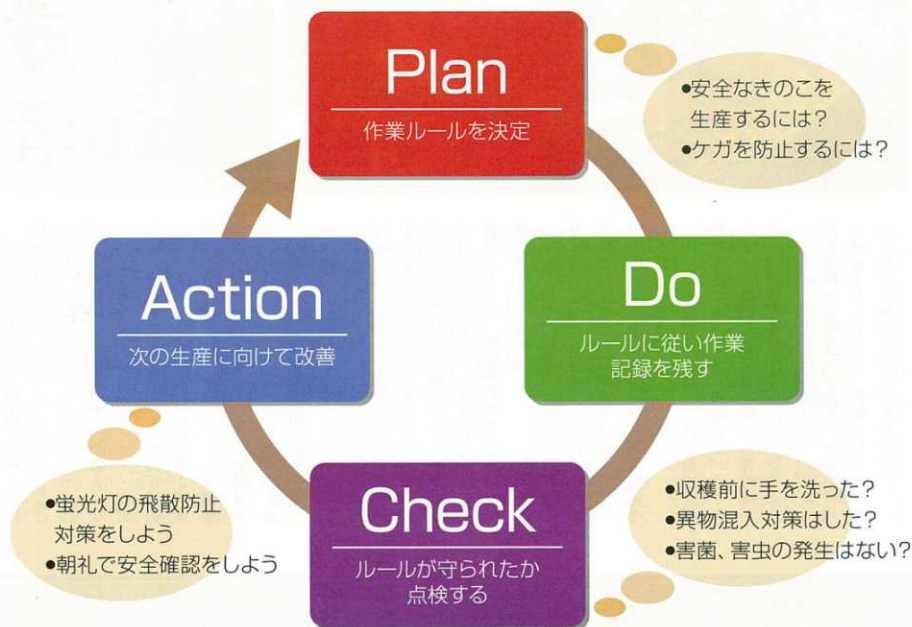 Plan
作業ルールを決定
●安全なきのこを
生産するには?
●ケガを防止するには?
Do
ルールに従い作業
記録を残す
●収穫前に手を洗った?
●異物混入対策はした?
●害菌、害虫の発生はない?
Check
ルールが守られたか
点検する
Action
次の生産に向けて改善
●蛍光灯の飛散防止
対策をしよう
●朝礼で安全確認をしよう